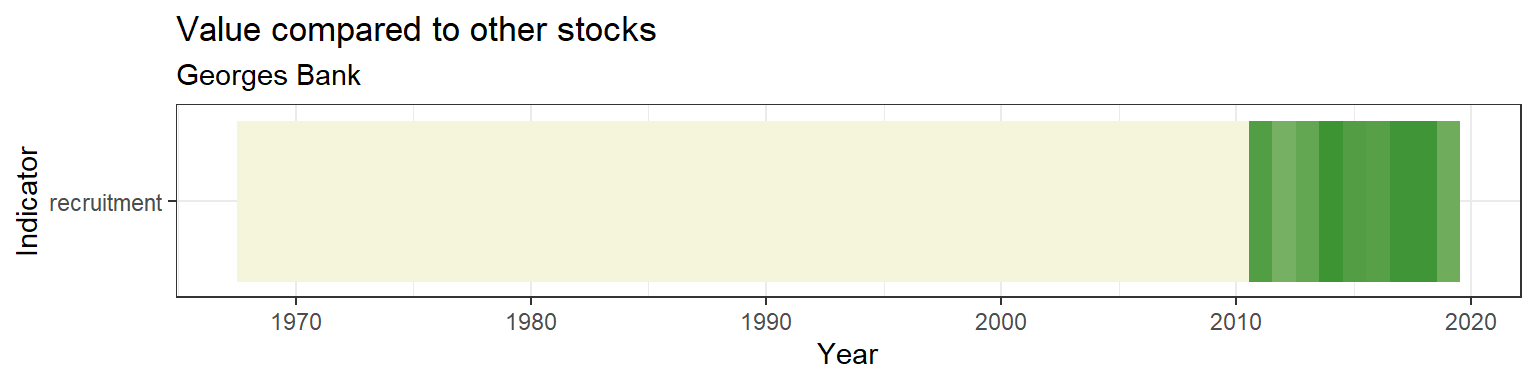 Value compared to other stocks
Georges Bank
Indicator
recruitment
1970 1980 1990 2000 2010 2020
Year